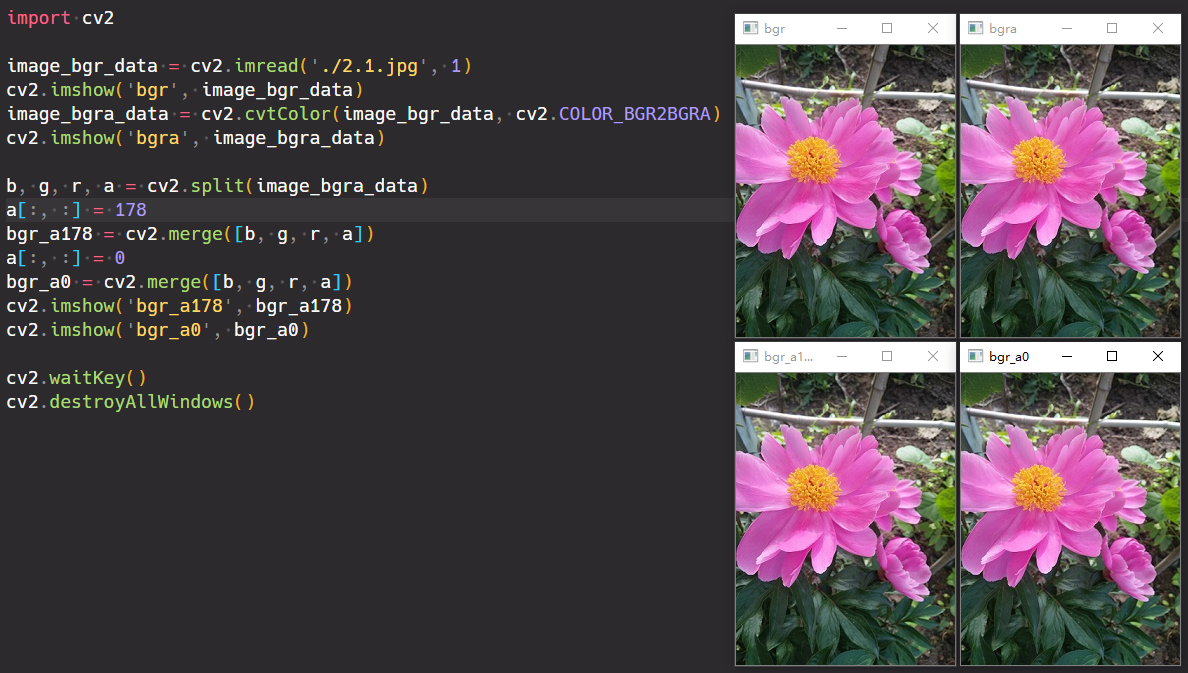 import cv2
image_bgr_data = cv2.imread('./2.1.jpg', 1)
cv2.imshow('bgr', image_bgr_data)
image_bgra_data = cv2.cvtColor(image_bgr_data, cv2.COLOR_BGR2BGRA)
cv2.imshow('bgra', image_bgra_data)
b, g, r, a = cv2.split(image_bgra_data)
a[:, :] = 178
bgr_a178 = cv2.merge([b, g, r, a])
a[:, :] = 0
bgr_a0 = cv2.merge([b, g, r, a])
cv2.imshow('bgr_a178', bgr_a178)
cv2.imshow('bgr_a0', bgr_a0)
cv2.waitKey()
cv2.destroyAllWindows()
bgr
bgra
bgr_a1...
bgr_a0